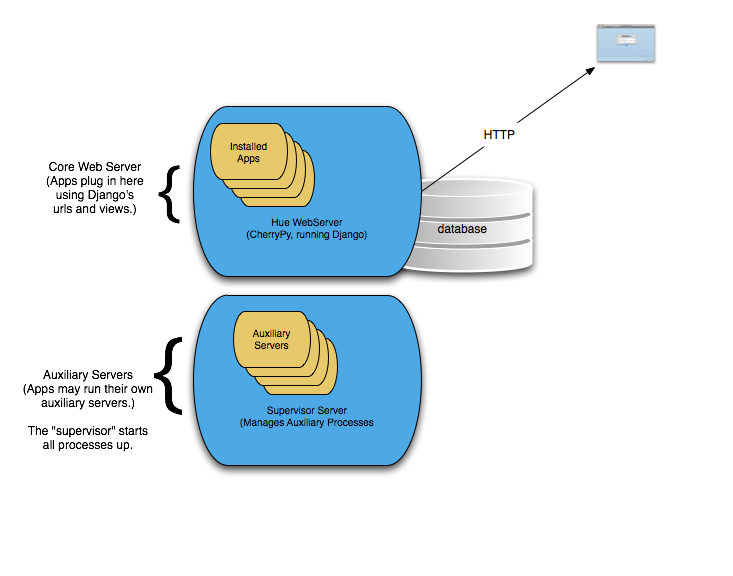 HTTP
Core Web Server
(Apps plug in here
using Django's
urls and views.)
Installed
Apps
Hue WebServer
(CherryPy, running Django)
database
Auxiliary Servers
(Apps may run their own
auxiliary servers.)
The "supervisor" starts
all processes up.
Auxiliary
Servers
Supervisor Server
(Manages Auxiliary Processes